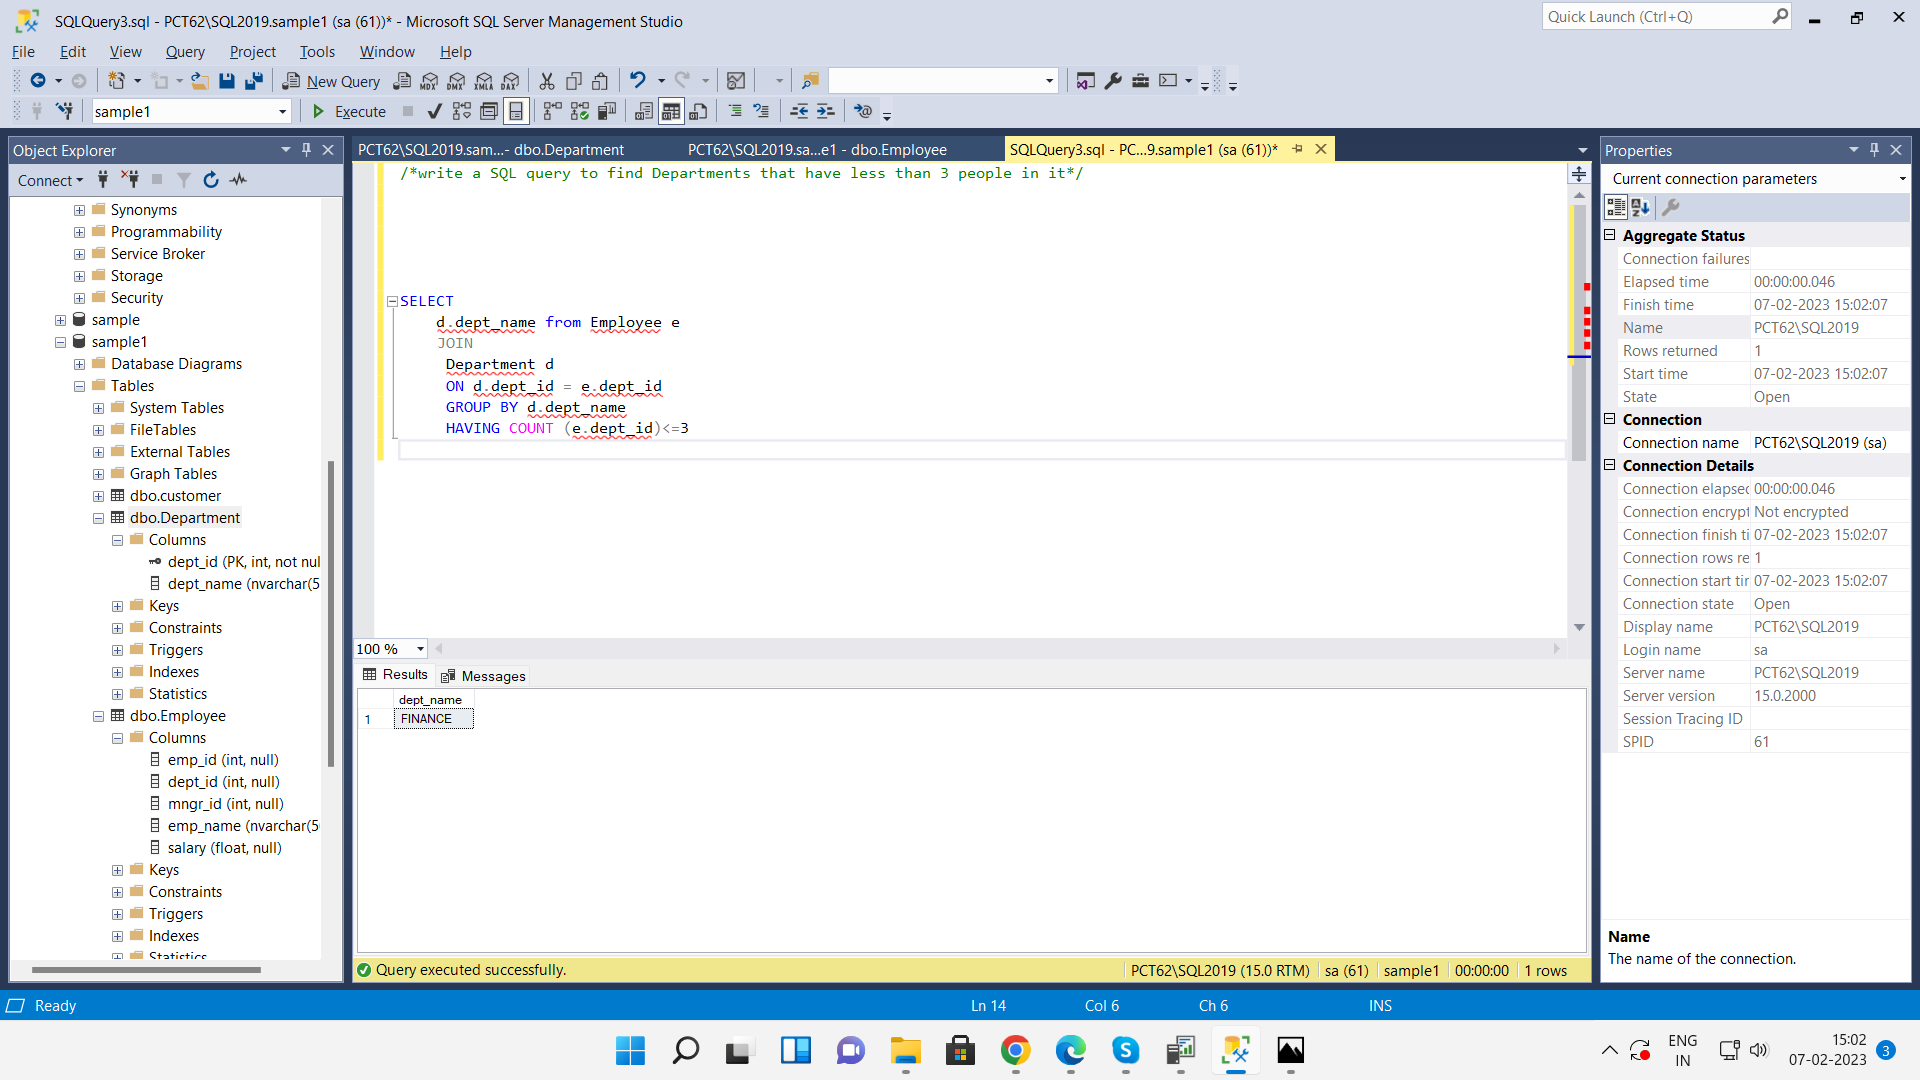 SQLQuery3.sql - PCT62\SQL2019.sample1 (sa (61))* - Microsoft SQL Server Management Studio
Quick Launch (Ctrl+Q)
File Edit View Query Project Tools Window Help
New Query MDX DMX XMLA DAX
sample1 Execute
Object Explorer
Connect
Synonyms
Programmability
Service Broker
Storage
Security
sample
sample1
Database Diagrams
Tables
System Tables
FileTables
External Tables
Graph Tables
dbo.customer
dbo.Department
Columns
dept_id (PK, int, not nul
dept_name (nvarchar(5
Keys
Constraints
Triggers
Indexes
Statistics
dbo.Employee
Columns
emp_id (int, null)
dept_id (int, null)
mngr_id (int, null)
emp_name (nvarchar(5
salary (float, null)
Keys
Constraints
Triggers
Indexes
Statistics
PCT62\SQL2019.sam...- dbo.Department
PCT62\SQL2019.sa...e1 - dbo.Employee
SQLQuery3.sql - PC...9.sample1 (sa (61))*
/*write a SQL query to find Departments that have less than 3 people in it*/
SELECT
d.dept_name from Employee e
JOIN
Department d
ON d.dept_id = e.dept_id
GROUP BY d.dept_name
HAVING COUNT (e.dept_id)<=3
100 %
Results Messages
dept_name
1 FINANCE
Query executed successfully.
PCT62\SQL2019 (15.0 RTM) sa (61) sample1 00:00:00 1 rows
Properties
Current connection parameters
Aggregate Status
Connection failures
Elapsed time 00:00:00.046
Finish time 07-02-2023 15:02:07
Name PCT62\SQL2019
Rows returned 1
Start time 07-02-2023 15:02:07
State Open
Connection
Connection name PCT62\SQL2019 (sa)
Connection Details
Connection elapsec 00:00:00.046
Connection encrypt Not encrypted
Connection finish ti 07-02-2023 15:02:07
Connection rows re 1
Connection start tir 07-02-2023 15:02:07
Connection state Open
Display name PCT62\SQL2019
Login name sa
Server name PCT62\SQL2019
Server version 15.0.2000
Session Tracing ID
SPID 61
Name
The name of the connection.
Ready
Ln 14 Col 6 Ch 6 INS
ENG
IN
15:02
07-02-2023
3